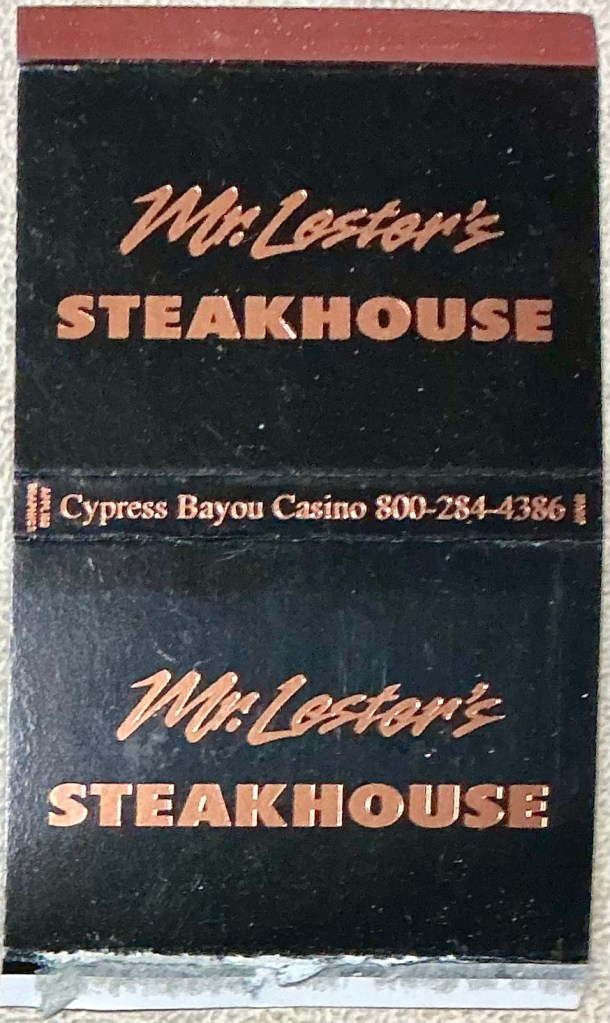 Mr. Lester's
STEAKHOUSE
Cypress Bayou Casino 800-284-4386
Mr. Lester's
STEAKHOUSE